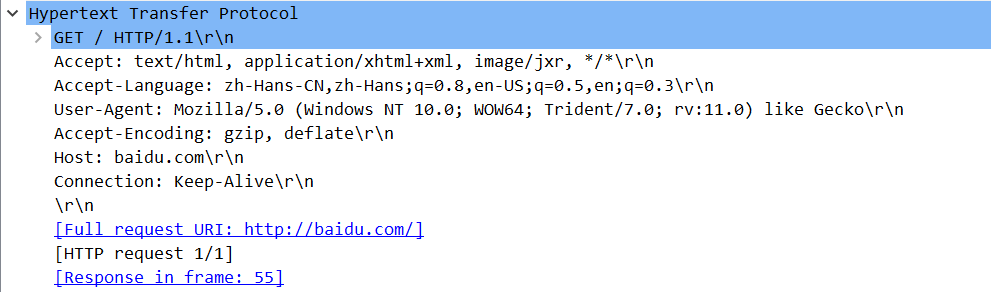 Hypertext Transfer Protocol
GET / HTTP/1.1\r\n
Accept: text/html, application/xhtml+xml, image/jxr, */*\r\n
Accept-Language: zh-Hans-CN,zh-Hans;q=0.8,en-US;q=0.5,en;q=0.3\r\n
User-Agent: Mozilla/5.0 (Windows NT 10.0; WOW64; Trident/7.0; rv:11.0) like Gecko\r\n
Accept-Encoding: gzip, deflate\r\n
Host: baidu.com\r\n
Connection: Keep-Alive\r\n
\r\n
[Full request URI: http://baidu.com/]
[HTTP request 1/1]
[Response in frame: 55]